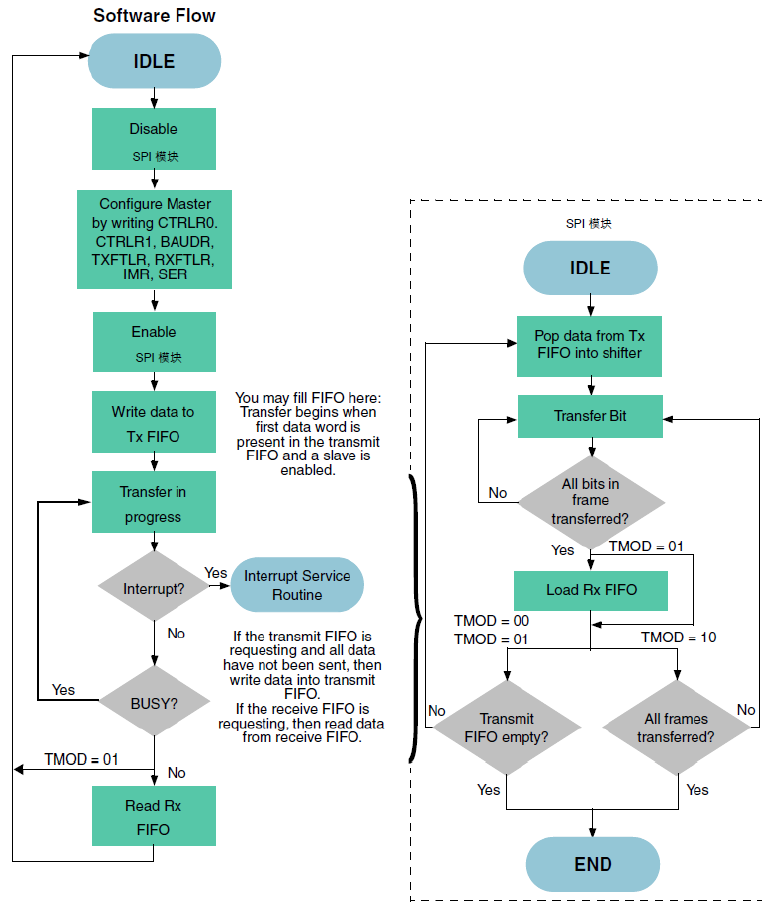 Software Flow
IDLE
Disable
SPI 模块
Configure Master
by writing CTRLR0.
CTRLR1, BAUDR,
TXFTLR, RXFTLR,
IMR, SER
Enable
SPI 模块
Write data to
Tx FIFO
You may fill FIFO here:
Transfer begins when
first data word is
present in the transmit
FIFO and a slave is
enabled.
Transfer in
progress
Interrupt?
Yes
Interrupt Service
Routine
No
If the transmit FIFO is
requesting and all data
have not been sent, then
write data into transmit
FIFO.
If the receive FIFO is
requesting, then read data
from receive FIFO.
Yes
BUSY?
TMOD = 01
No
Read Rx
FIFO
SPI 模块
IDLE
Pop data from Tx
FIFO into shifter
Transfer Bit
No
All bits in
frame
transferred?
Yes
TMOD = 01
Load Rx FIFO
TMOD = 00
TMOD = 01
TMOD = 10
No
Transmit
FIFO empty?
All frames
transferred?
No
Yes
Yes
END